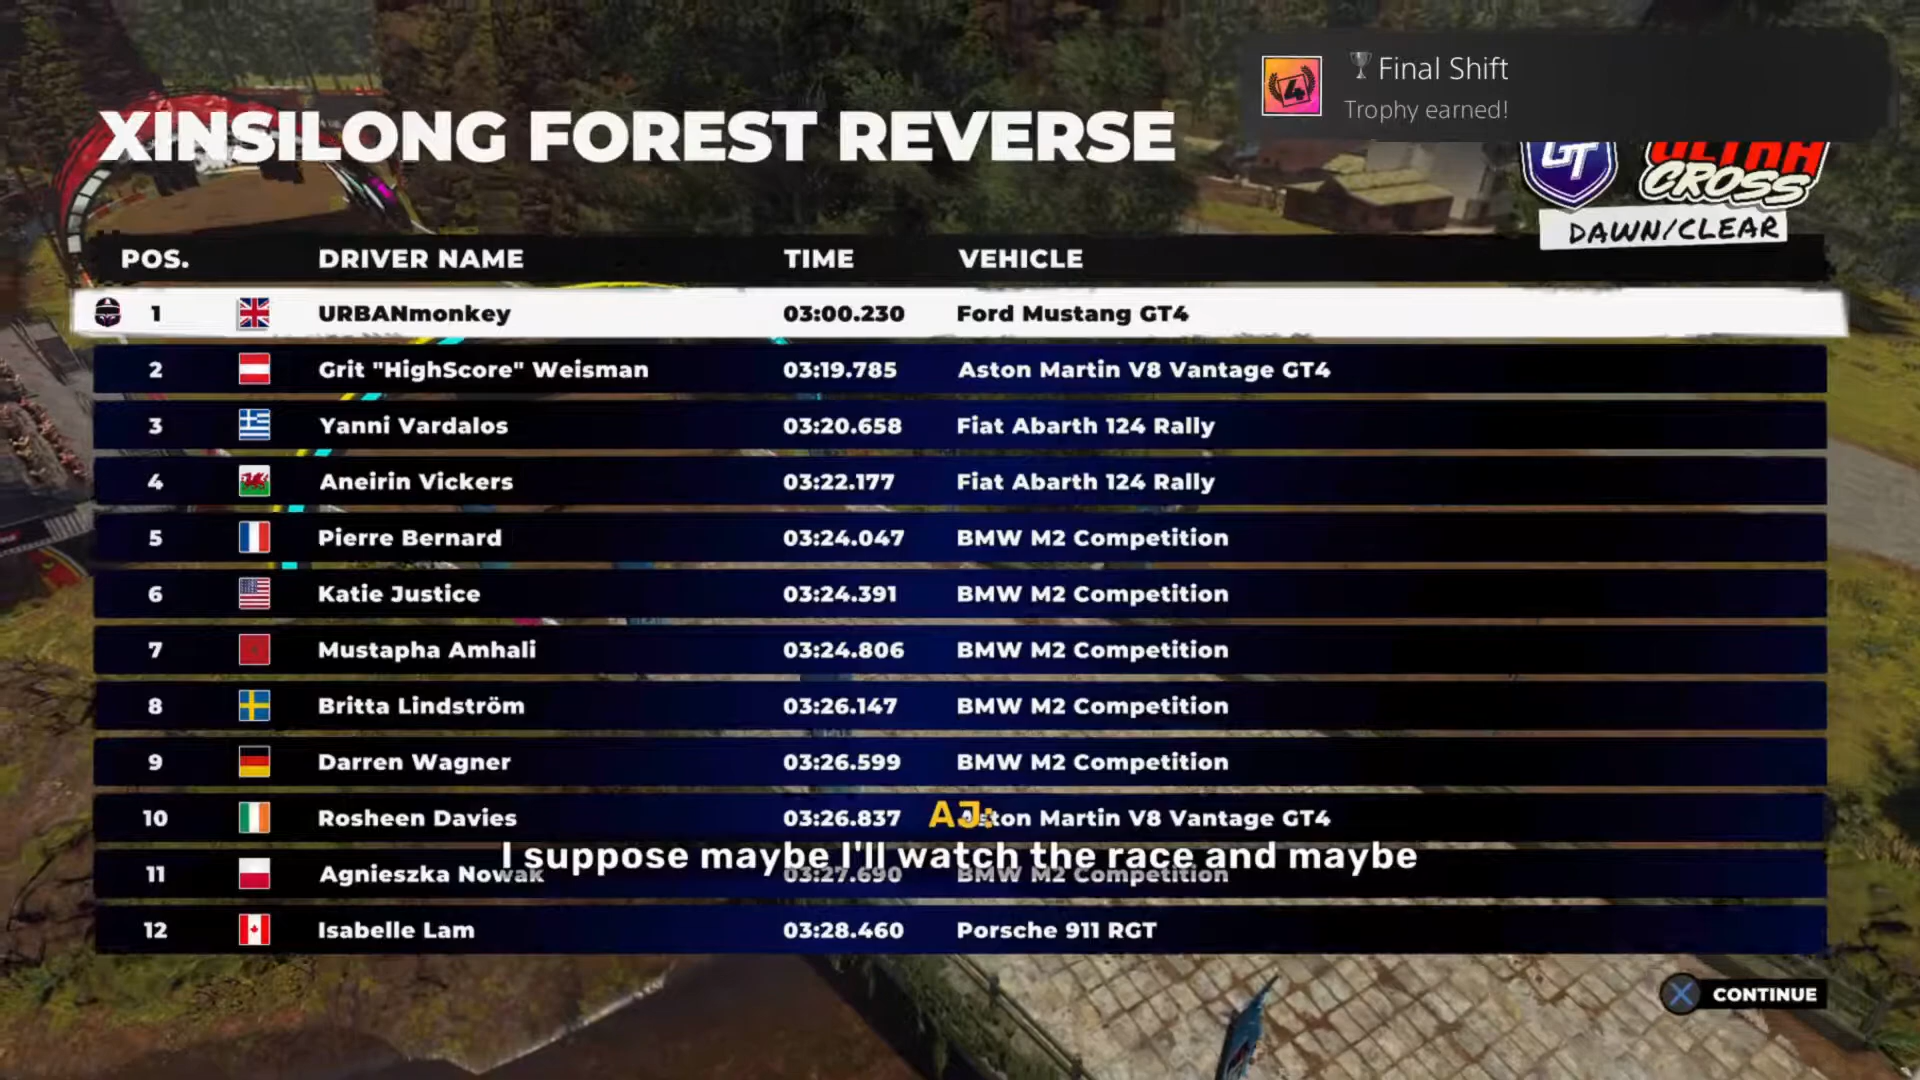 Final Shift
Trophy earned!
XINSILONG FOREST REVERSE
GT ULTRA
CROSS
DAWN/CLEAR
POS. DRIVER NAME TIME VEHICLE
1 URBANmonkey 03:00.230 Ford Mustang GT4
2 Grit "HighScore" Weisman 03:19.785 Aston Martin V8 Vantage GT4
3 Yanni Vardalos 03:20.658 Fiat Abarth 124 Rally
4 Aneirin Vickers 03:22.177 Fiat Abarth 124 Rally
5 Pierre Bernard 03:24.047 BMW M2 Competition
6 Katie Justice 03:24.391 BMW M2 Competition
7 Mustapha Amhali 03:24.806 BMW M2 Competition
8 Britta Lindström 03:26.147 BMW M2 Competition
9 Darren Wagner 03:26.599 BMW M2 Competition
10 Rosheen Davies 03:26.837 Aston Martin V8 Vantage GT4
AJ:
I suppose maybe I'll watch the race and maybe
11 Agnieszka Nowak 03:27.690 BMW M2 Competition
12 Isabelle Lam 03:28.460 Porsche 911 RGT
CONTINUE